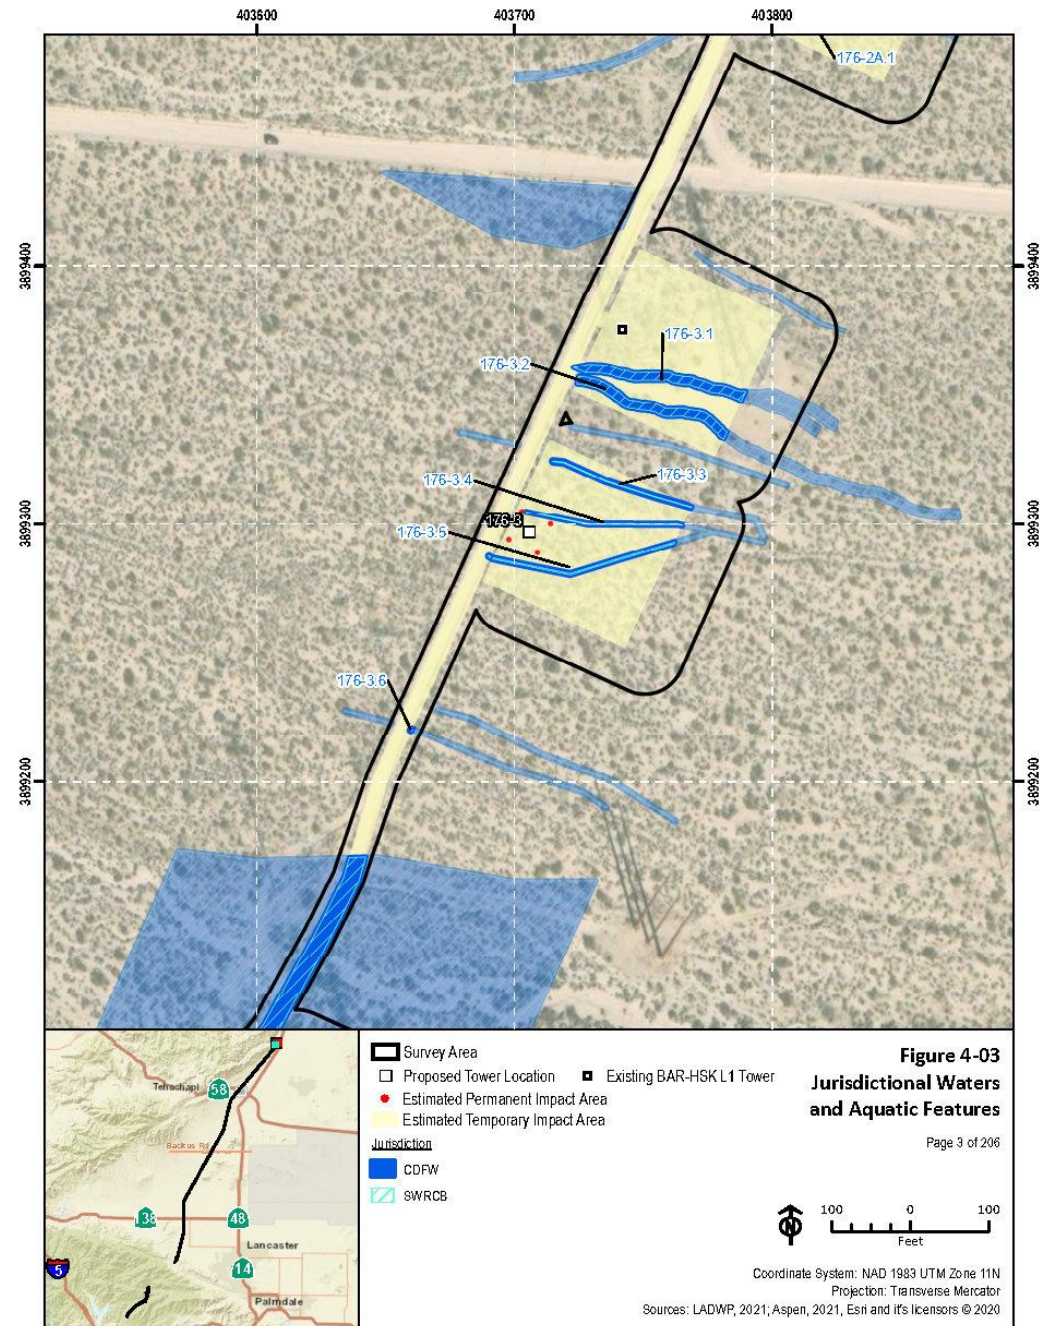 403600
403700
403800
176-2A.1
3899400
3899400
176-3.1
176-3.2
176-3.3
176-3.4
176-3
176-3.5
3899300
3899300
176-3.6
3899200
3899200
Tehachapi
58
Backus Rd
138
48
Lancaster
14
5
Palmdale
Survey Area
Proposed Tower Location
Existing BAR-HSK L1 Tower
Estimated Permanent Impact Area
Estimated Temporary Impact Area
Jurisdiction
CDFW
SWRCB
Figure 4-03
Jurisdictional Waters
and Aquatic Features
Page 3 of 206
N
100 0 100
Feet
Coordinate System: NAD 1983 UTM Zone 11N
Projection: Transverse Mercator
Sources: LADWP, 2021; Aspen, 2021, Esri and it's licensors © 2020